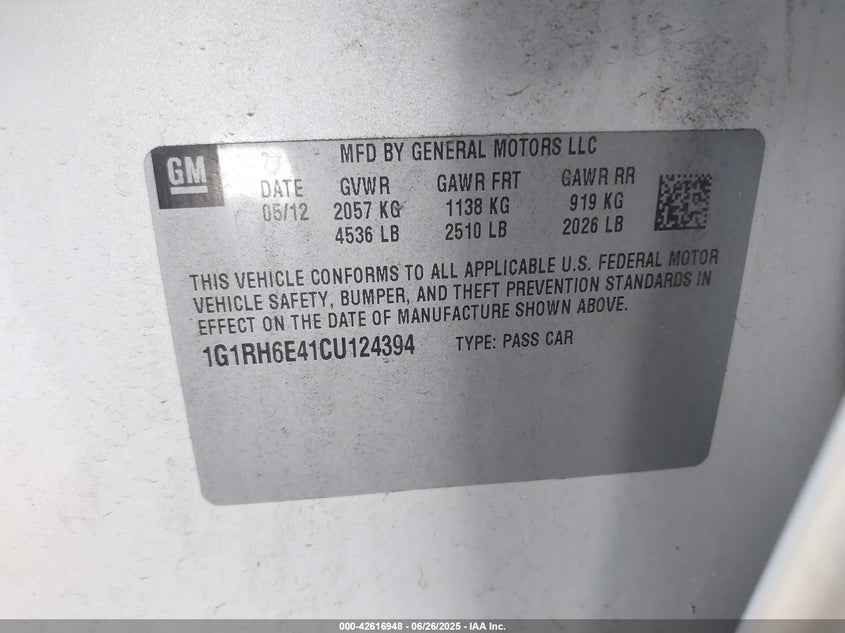 GM
MFD BY GENERAL MOTORS LLC
DATE GVWR GAWR FRT GAWR RR
05/12 2057 KG 1138 KG 919 KG
4536 LB 2510 LB 2026 LB
THIS VEHICLE CONFORMS TO ALL APPLICABLE U.S. FEDERAL MOTOR
VEHICLE SAFETY, BUMPER, AND THEFT PREVENTION STANDARDS IN
EFFECT ON THE DATE OF MANUFACTURE SHOWN ABOVE.
1G1RH6E41CU124394 TYPE: PASS CAR
000-42616948 - 06/26/2025 - IAA Inc.